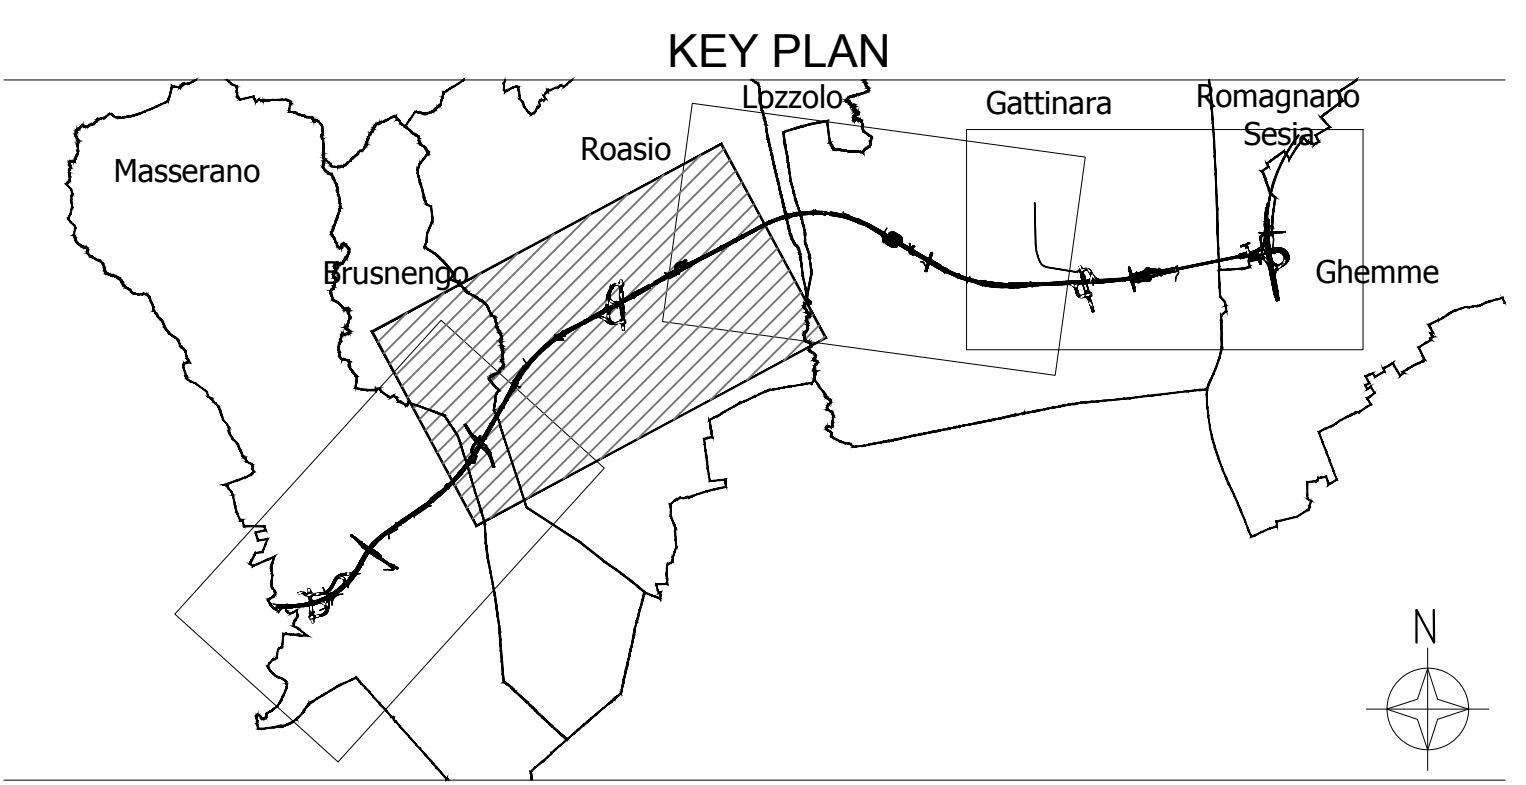 KEY PLAN
Lozzolo
Gattinara
Romagnano
Sesia
Roasio
Masserano
Brusnengo
Ghemme
N